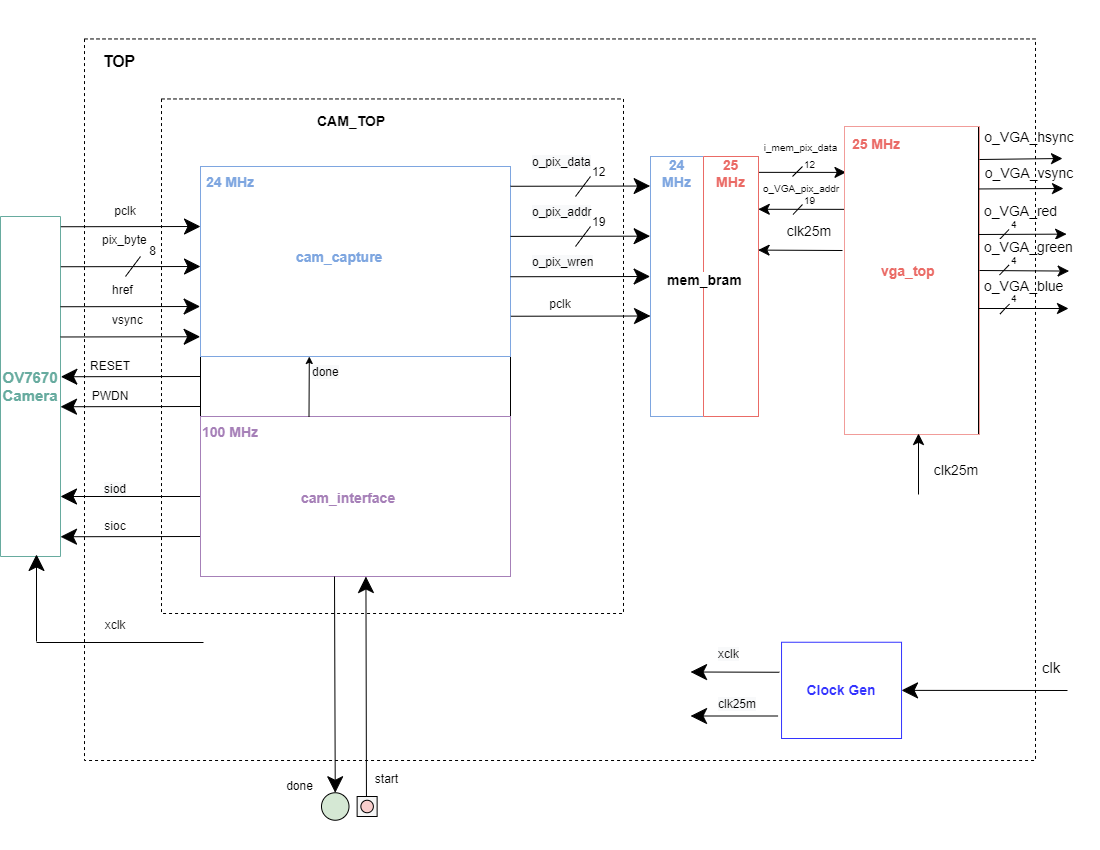 TOP
CAM_TOP
24 MHz
cam_capture
pclk
pix_byte
8
href
vsync
RESET
PWDN
OV7670
Camera
siod
sioc
xclk
done
100 MHz
cam_interface
o_pix_data
12
o_pix_addr
19
o_pix_wren
pclk
24
MHz
25
MHz
mem_bram
i_mem_pix_data
12
o_VGA_pix_addr
19
clk25m
25 MHz
vga_top
o_VGA_hsync
o_VGA_vsync
o_VGA_red
4
o_VGA_green
4
o_VGA_blue
4
clk25m
xclk
clk25m
Clock Gen
clk
done
start